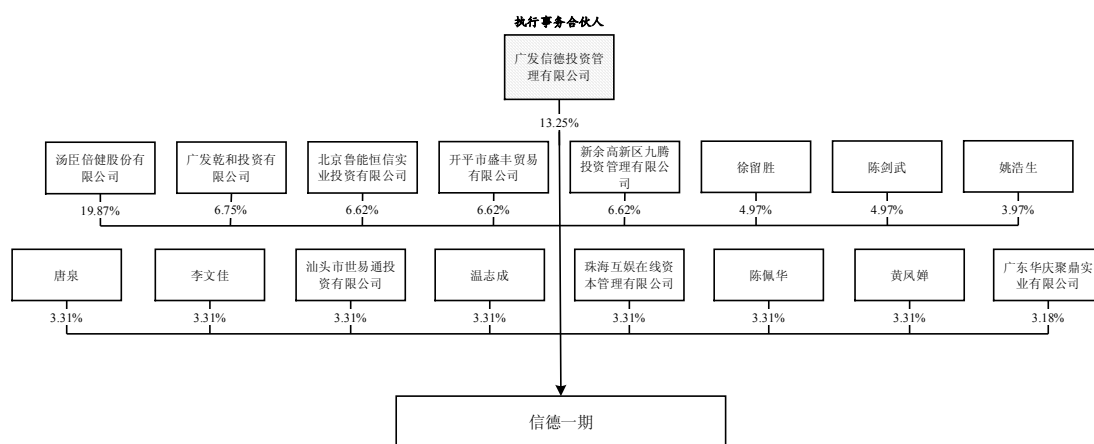 执行事务合伙人
广发信德投资管
理有限公司
13.25%
汤臣倍健股份有
限公司
广发乾和投资有
限公司
北京鲁能恒信实
业投资有限公司
开平市盛丰贸易
有限公司
新余高新区九腾
投资管理有限公
司
徐留胜
陈剑武
姚浩生
19.87%
6.75%
6.62%
6.62%
6.62%
4.97%
4.97%
3.97%
唐泉
李文佳
汕头市世易通投
资有限公司
温志成
珠海互娱在线资
本管理有限公司
陈佩华
黄凤婵
广东华庆聚鼎实
业有限公司
3.31%
3.31%
3.31%
3.31%
3.31%
3.31%
3.31%
3.18%
信德一期